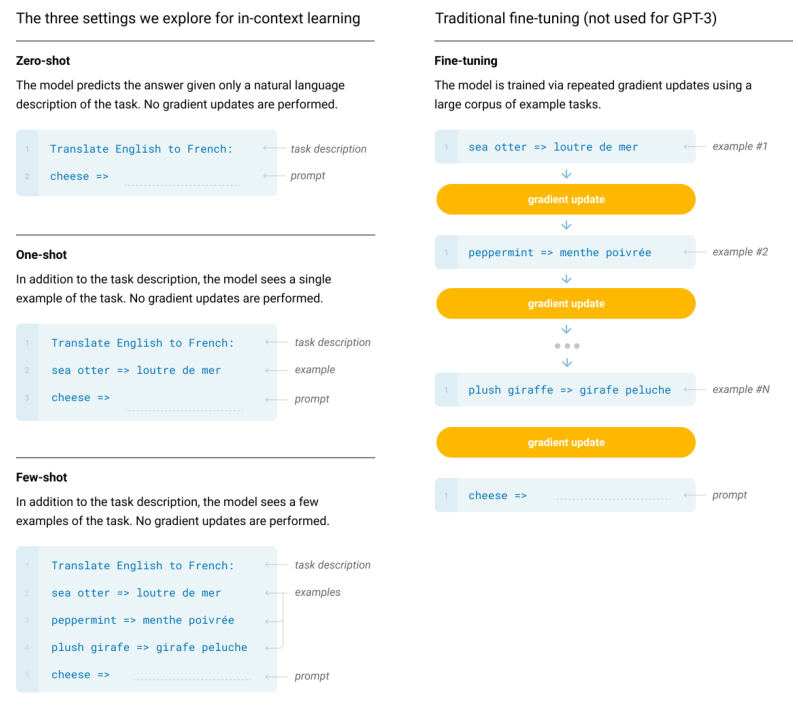 The three settings we explore for in-context learning
Zero-shot
The model predicts the answer given only a natural language
description of the task. No gradient updates are performed.
1 Translate English to French: task description
2 cheese => prompt
One-shot
In addition to the task description, the model sees a single
example of the task. No gradient updates are performed.
1 Translate English to French: task description
2 sea otter => loutre de mer example
3 cheese => prompt
Few-shot
In addition to the task description, the model sees a few
examples of the task. No gradient updates are performed.
1 Translate English to French: task description
2 sea otter => loutre de mer examples
3 peppermint => menthe poivrée
4 plush girafe => girafe peluche
5 cheese => prompt
Traditional fine-tuning (not used for GPT-3)
Fine-tuning
The model is trained via repeated gradient updates using a
large corpus of example tasks.
1 sea otter => loutre de mer example #1
gradient update
1 peppermint => menthe poivrée example #2
gradient update
1 plush giraffe => girafe peluche example #N
gradient update
1 cheese => prompt